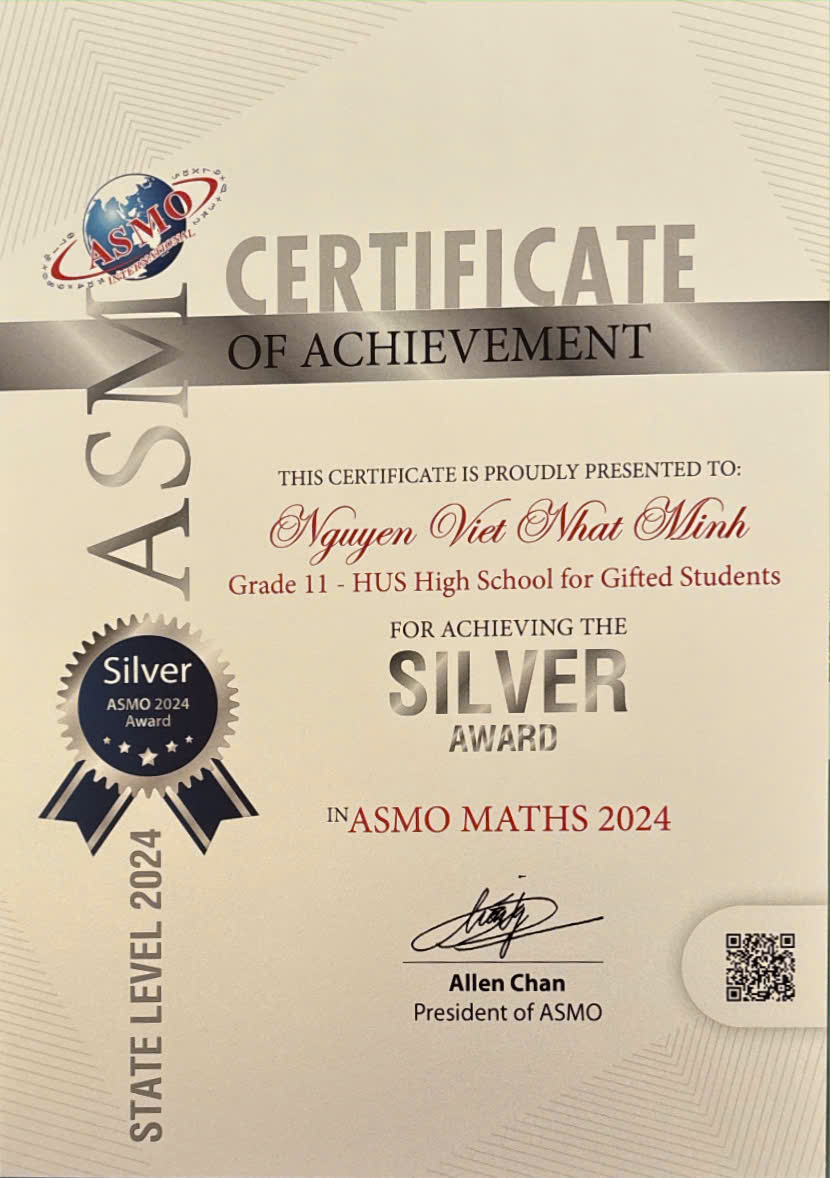 ASMO
INTERNATIONAL
ASMO
CERTIFICATE
OF ACHIEVEMENT
THIS CERTIFICATE IS PROUDLY PRESENTED TO:
Nguyen Viet Nhat Minh
Grade 11 - HUS High School for Gifted Students
FOR ACHIEVING THE
SILVER
AWARD
IN ASMO MATHS 2024
Silver
ASMO 2024
Award
STATE LEVEL 2024
Allen Chan
President of ASMO